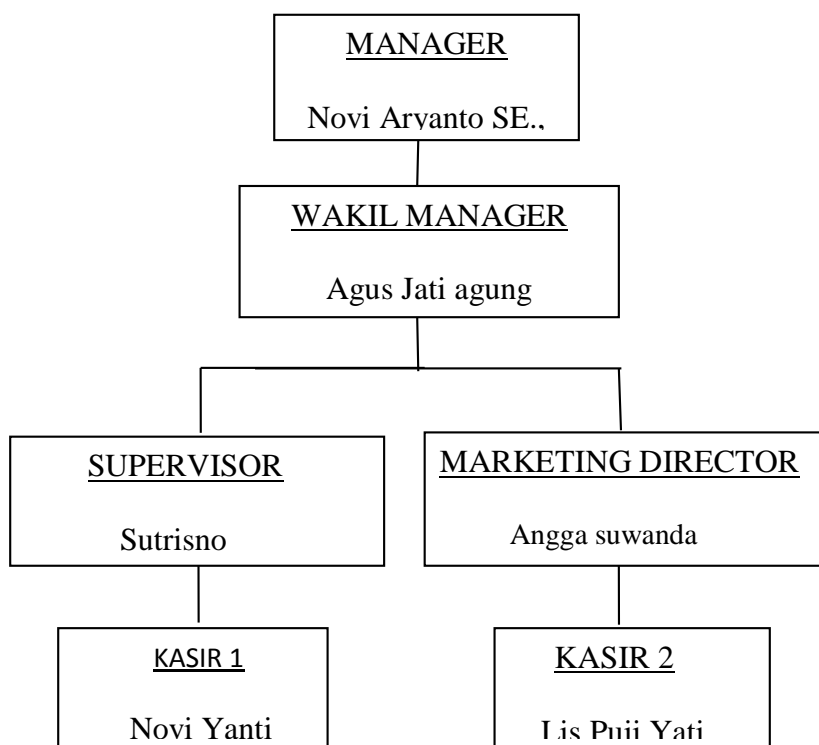 MANAGER
Novi Aryanto SE.,
WAKIL MANAGER
Agus Jati agung
SUPERVISOR
Sutrisno
MARKETING DIRECTOR
Angga suwanda
KASIR 1
Novi Yanti
KASIR 2
Lis Puji Yati